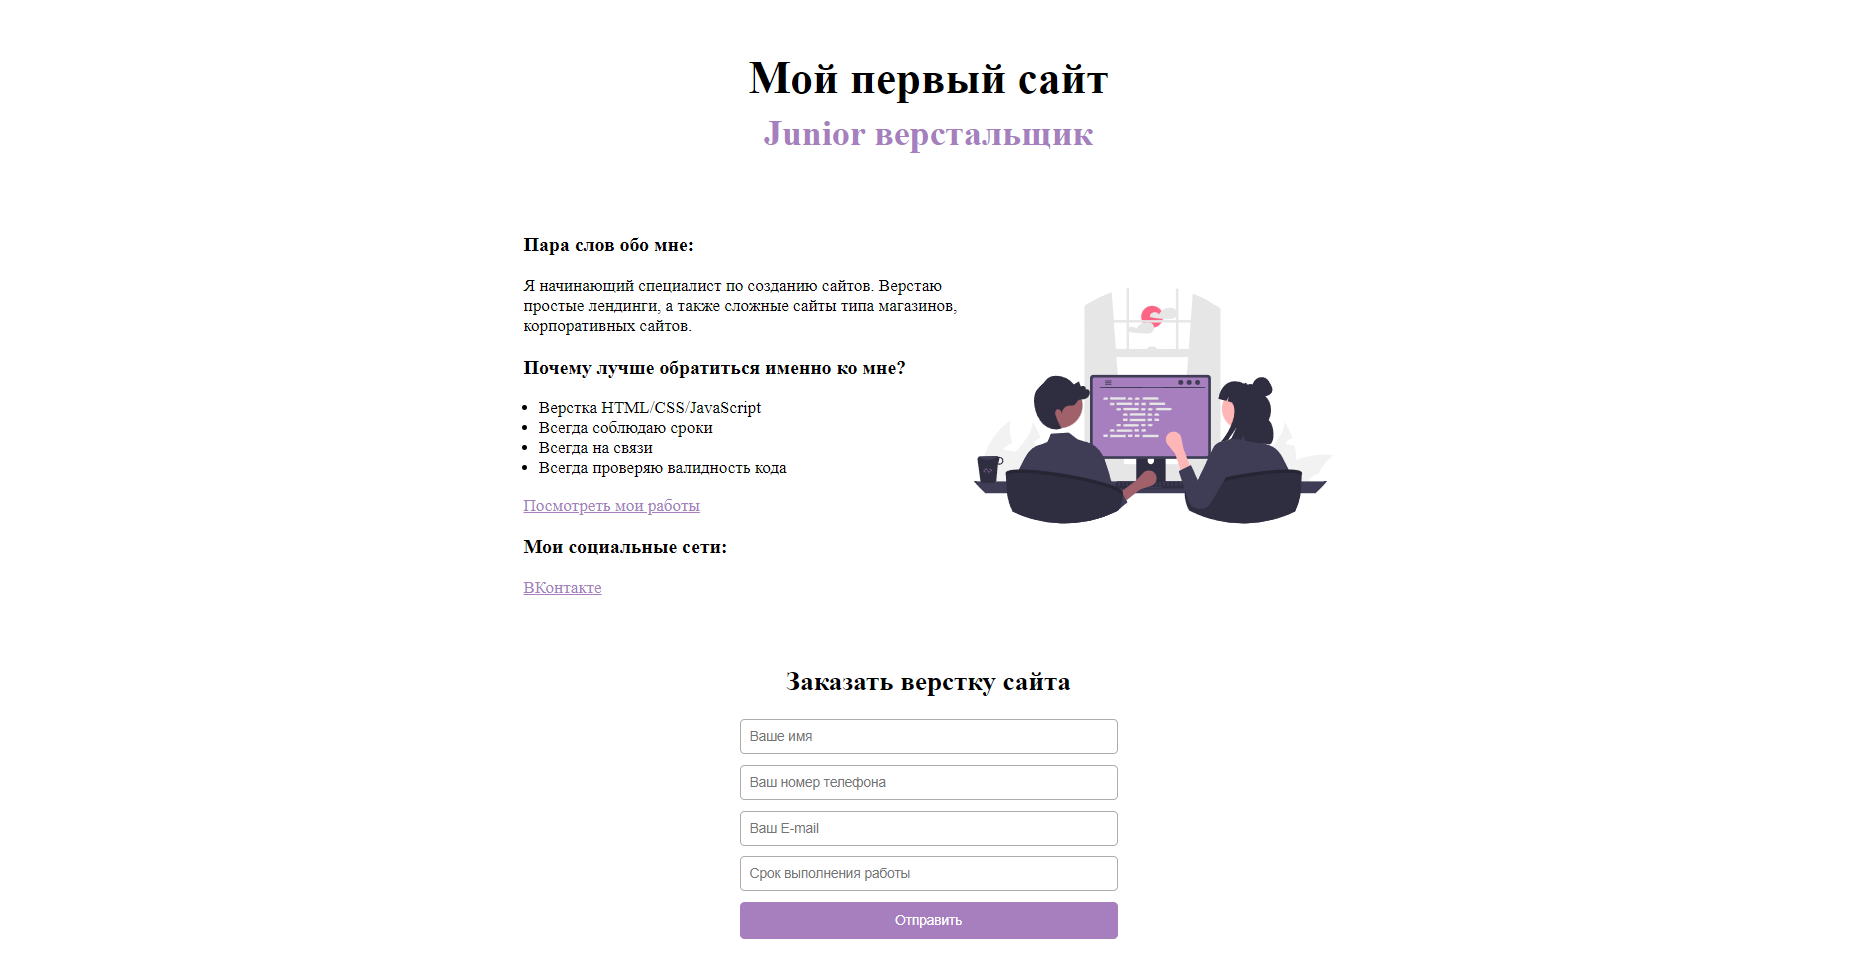 Мой первый сайт
Junior верстальщик
Пара слов обо мне:
Я начинающий специалист по созданию сайтов. Верстаю
простые лендинги, а также сложные сайты типа магазинов,
корпоративных сайтов.
Почему лучше обратиться именно ко мне?
Верстка HTML/CSS/JavaScript
Всегда соблюдаю сроки
Всегда на связи
Всегда проверяю валидность кода
Посмотреть мои работы
Мои социальные сети:
ВКонтакте
Заказать верстку сайта
Ваше имя
Ваш номер телефона
Ваш E-mail
Срок выполнения работы
Отправить